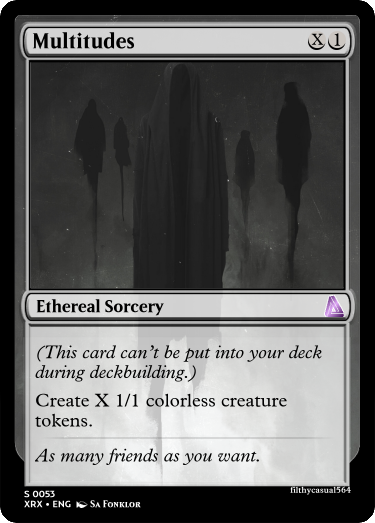 Multitudes X1
Ethereal Sorcery
(This card can't be put into your deck
during deckbuilding.)
Create X 1/1 colorless creature
tokens.
As many friends as you want.
S 0053 filthycasual564
XRX • ENG Sa Fonklor